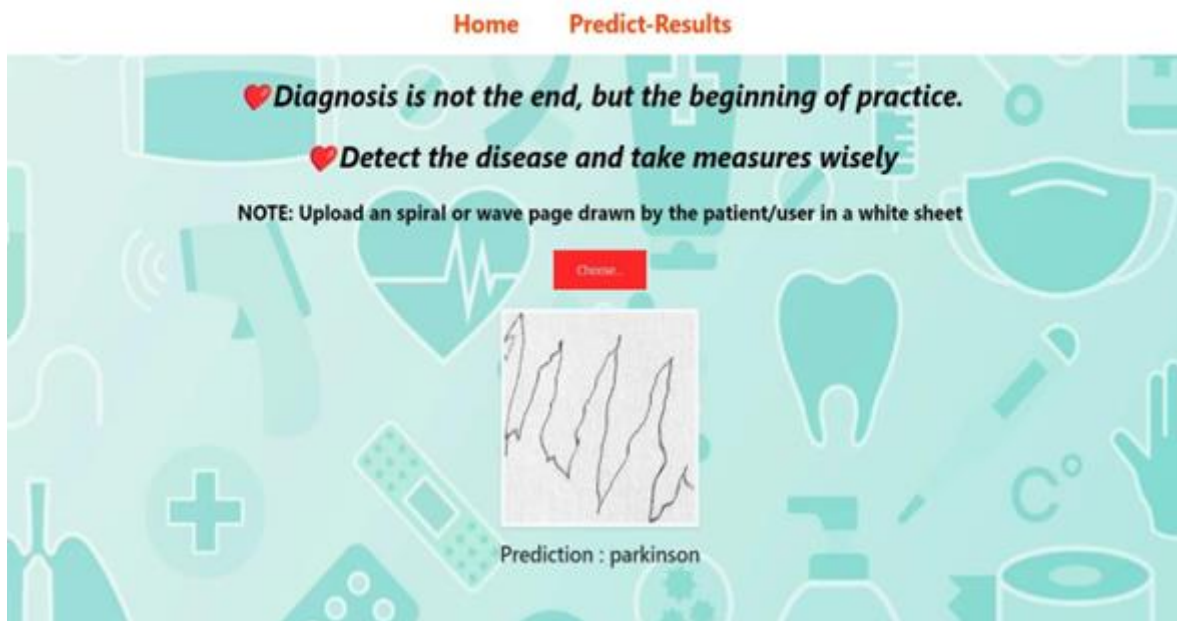 Home Predict-Results
Diagnosis is not the end, but the beginning of practice.
Detect the disease and take measures wisely
NOTE: Upload an spiral or wave page drawn by the patient/user in a white sheet
Choose...
Prediction : parkinson
C°